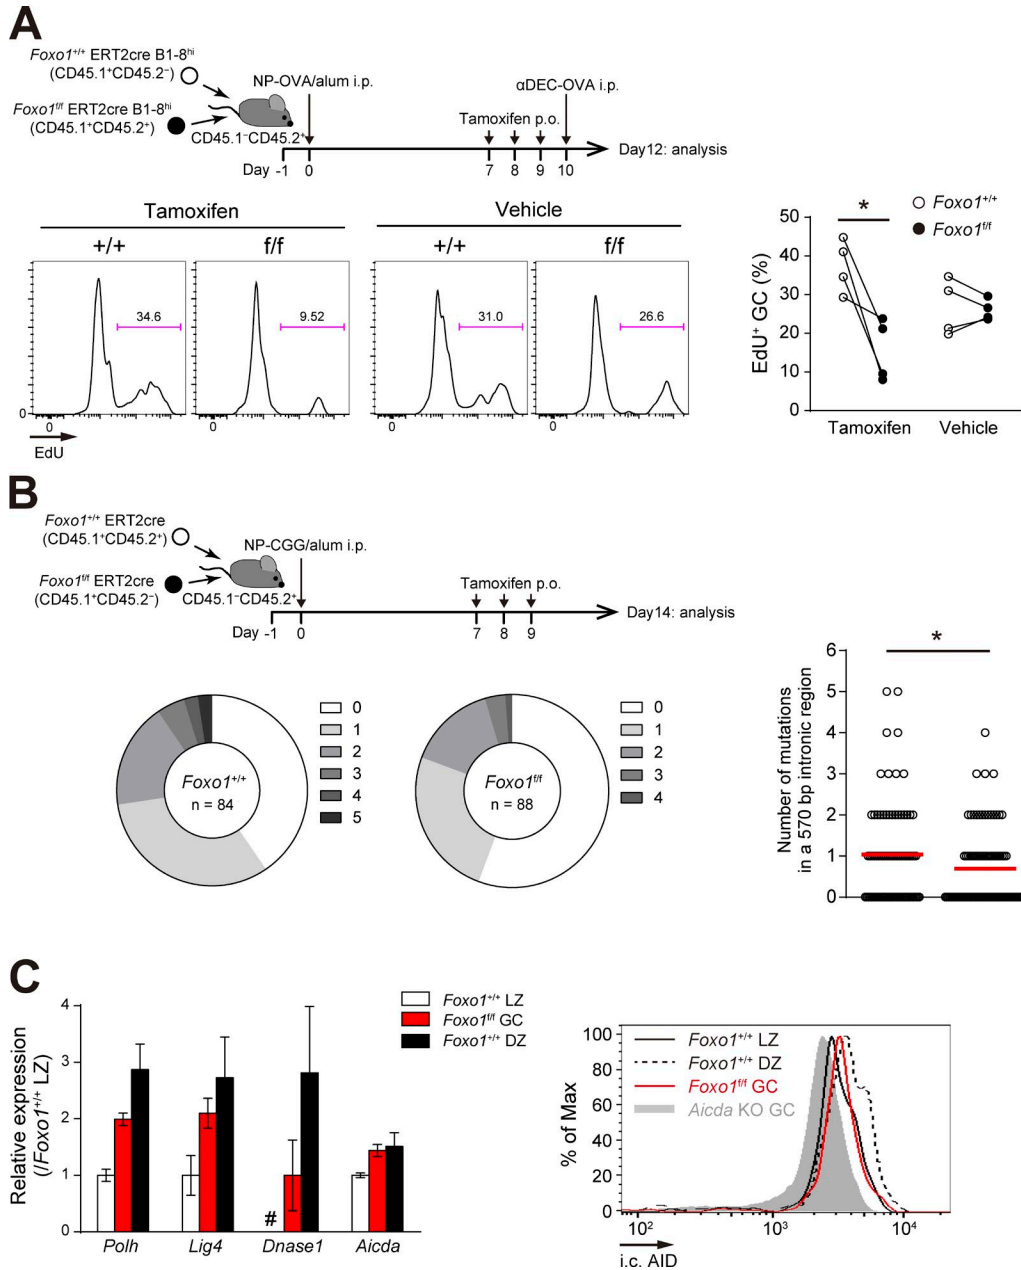 A
Foxo1+/+ ERT2cre B1-8hi
(CD45.1+CD45.2−)
Foxo1f/f ERT2cre B1-8hi
(CD45.1+CD45.2+)
CD45.1−CD45.2+
NP-OVA/alum i.p.
αDEC-OVA i.p.
Tamoxifen p.o.
Day12: analysis
Day -1 0 7 8 9 10
Tamoxifen
Vehicle
+/+ f/f +/+ f/f
34.6
9.52
31.0
26.6
0
0 0 0 0
EdU
EdU+ GC (%)
50
40
30
20
10
0
*
Foxo1+/+
Foxo1f/f
Tamoxifen Vehicle
B
Foxo1+/+ ERT2cre
(CD45.1+CD45.2+)
Foxo1f/f ERT2cre
(CD45.1+CD45.2−)
CD45.1−CD45.2+
NP-CGG/alum i.p.
Tamoxifen p.o.
Day14: analysis
Day -1 0 7 8 9
Foxo1+/+
n = 84
0
1
2
3
4
5
Foxo1f/f
n = 88
0
1
2
3
4
Number of mutations
in a 570 bp intronic region
6
5
4
3
2
1
0
*
C
Relative expression
(/Foxo1+/+ LZ)
4
3
2
1
0
Foxo1+/+ LZ
Foxo1f/f GC
Foxo1+/+ DZ
#
Polh Lig4 Dnase1 Aicda
% of Max
100
80
60
40
20
0
Foxo1+/+ LZ
Foxo1+/+ DZ
Foxo1f/f GC
Aicda KO GC
10² 10³ 10⁴
i.c. AID